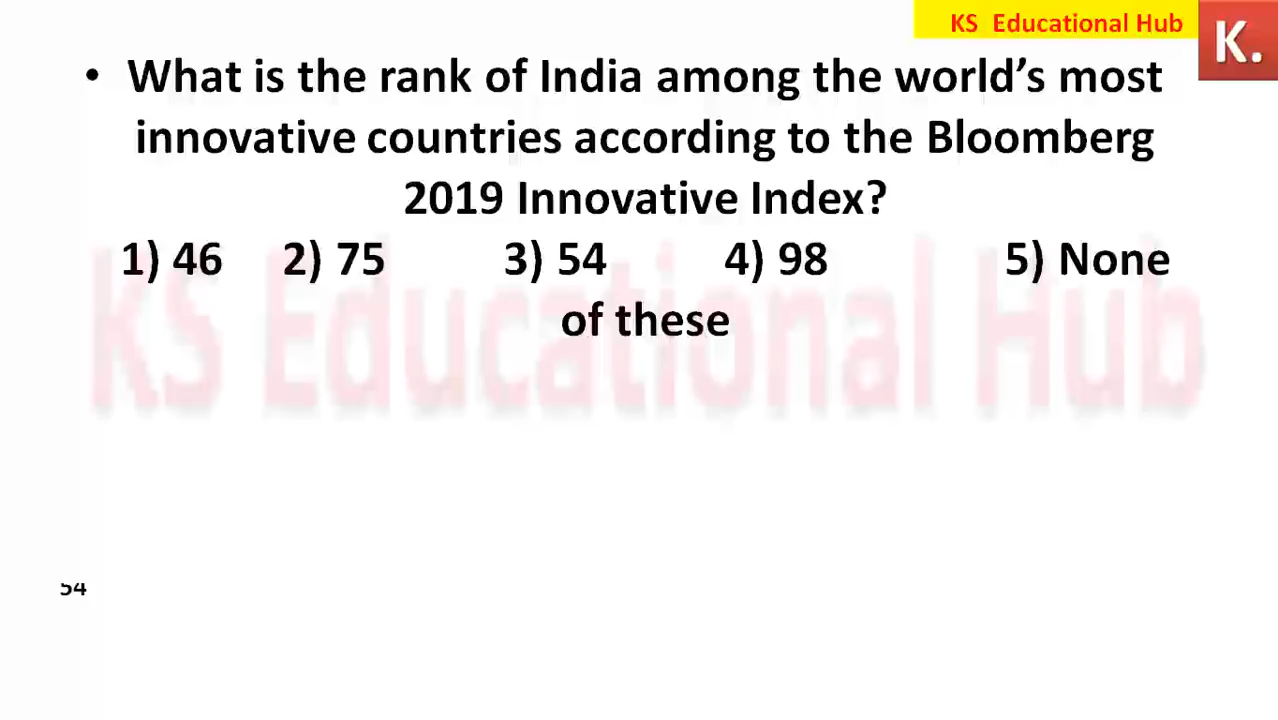 KS Educational Hub
K.
• What is the rank of India among the world's most
innovative countries according to the Bloomberg
2019 Innovative Index?
1) 46 2) 75 3) 54 4) 98 5) None
of these
KS Educational Hub
54